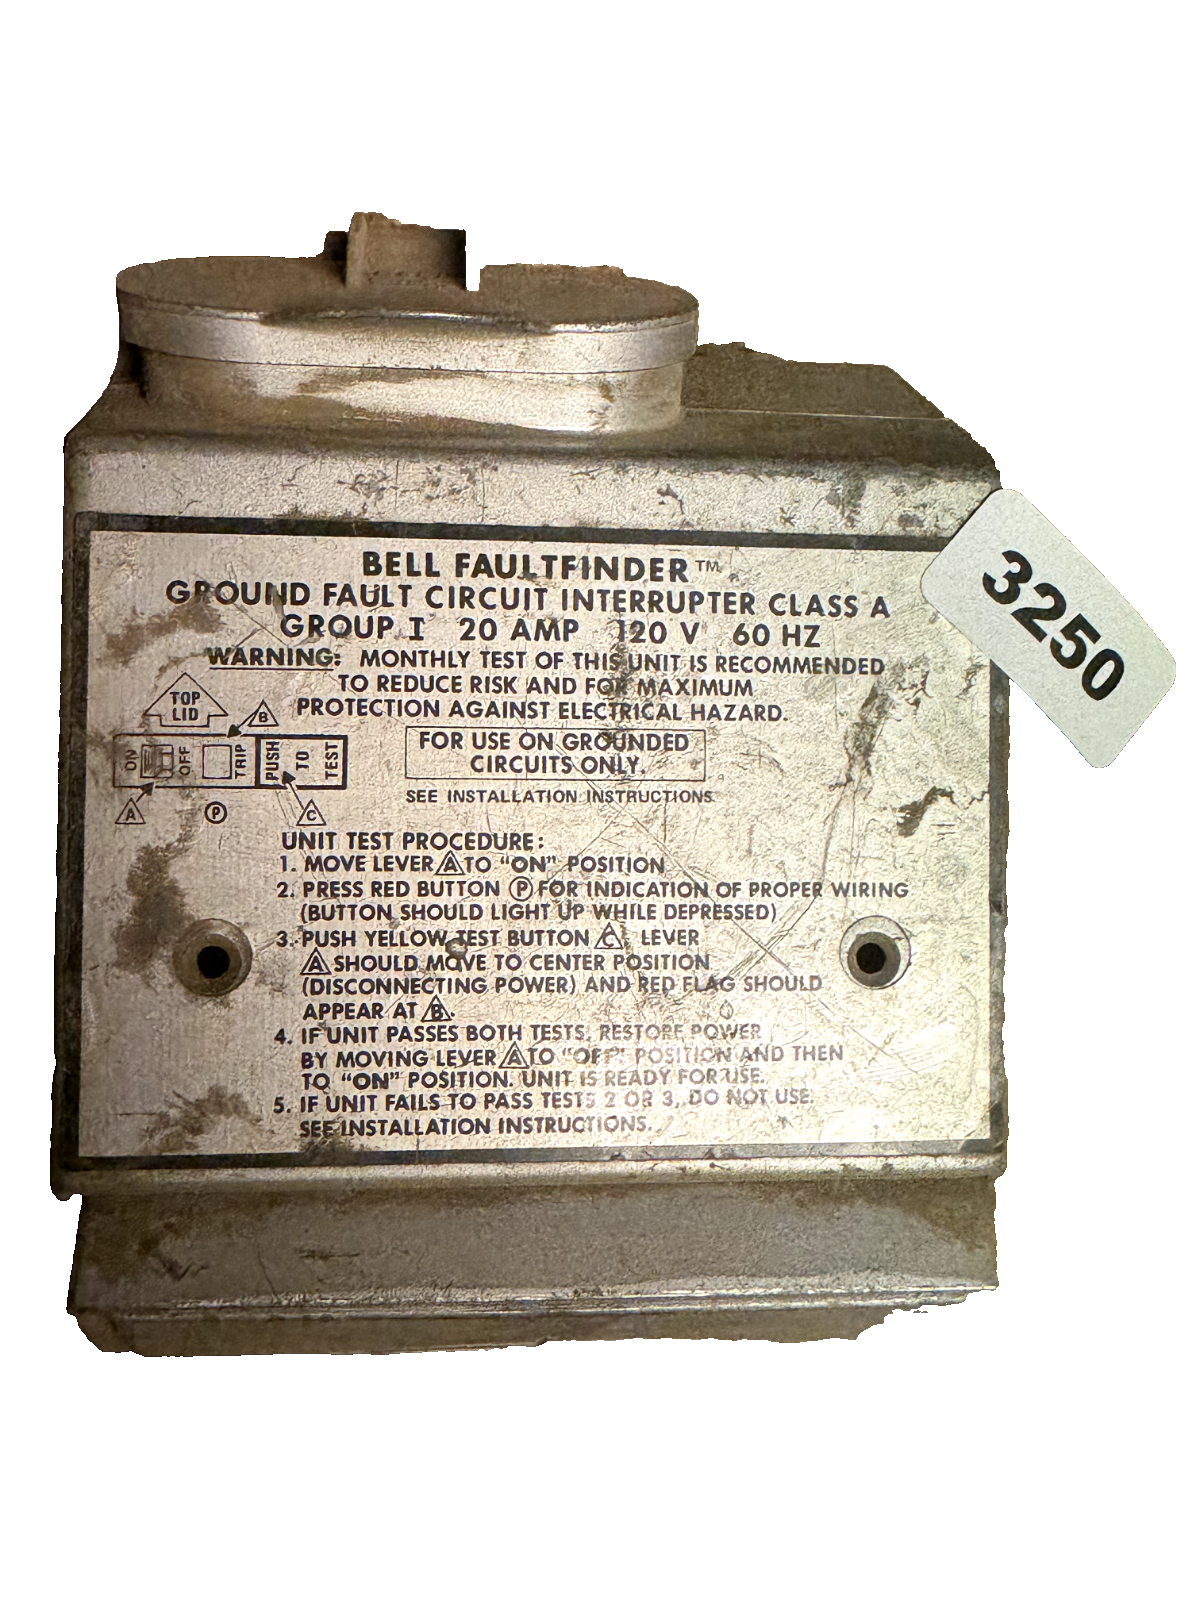 BELL FAULTFINDER™
GROUND FAULT CIRCUIT INTERRUPTER CLASS A
GROUP I 20 AMP 120 V 60 HZ
WARNING: MONTHLY TEST OF THIS UNIT IS RECOMMENDED
TO REDUCE RISK AND FOR MAXIMUM
PROTECTION AGAINST ELECTRICAL HAZARD.
TOP
LID
B
ON
OFF
TRIP
PUSH
TO
TEST
A
P
C
FOR USE ON GROUNDED
CIRCUITS ONLY.
SEE INSTALLATION INSTRUCTIONS.
UNIT TEST PROCEDURE:
1. MOVE LEVER A TO "ON" POSITION
2. PRESS RED BUTTON P FOR INDICATION OF PROPER WIRING
(BUTTON SHOULD LIGHT UP WHILE DEPRESSED)
3. PUSH YELLOW TEST BUTTON C. LEVER
A SHOULD MOVE TO CENTER POSITION
(DISCONNECTING POWER) AND RED FLAG SHOULD
APPEAR AT B.
4. IF UNIT PASSES BOTH TESTS, RESTORE POWER
BY MOVING LEVER A TO "OFF" POSITION AND THEN
TO "ON" POSITION. UNIT IS READY FOR USE.
5. IF UNIT FAILS TO PASS TESTS 2 OR 3, DO NOT USE.
SEE INSTALLATION INSTRUCTIONS.
3250